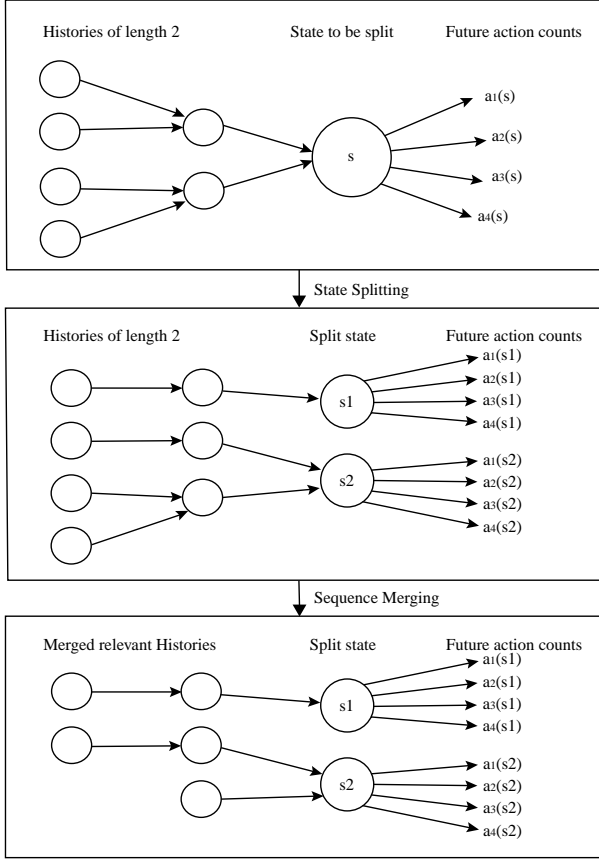 Histories of length 2 State to be split Future action counts
a1(s)
a2(s)
s
a3(s)
a4(s)
State Splitting
Histories of length 2 Split state Future action counts
a1(s1)
a2(s1)
s1
a3(s1)
a4(s1)
a1(s2)
s2
a2(s2)
a3(s2)
a4(s2)
Sequence Merging
Merged relevant Histories Split state Future action counts
a1(s1)
a2(s1)
s1
a3(s1)
a4(s1)
a1(s2)
s2
a2(s2)
a3(s2)
a4(s2)